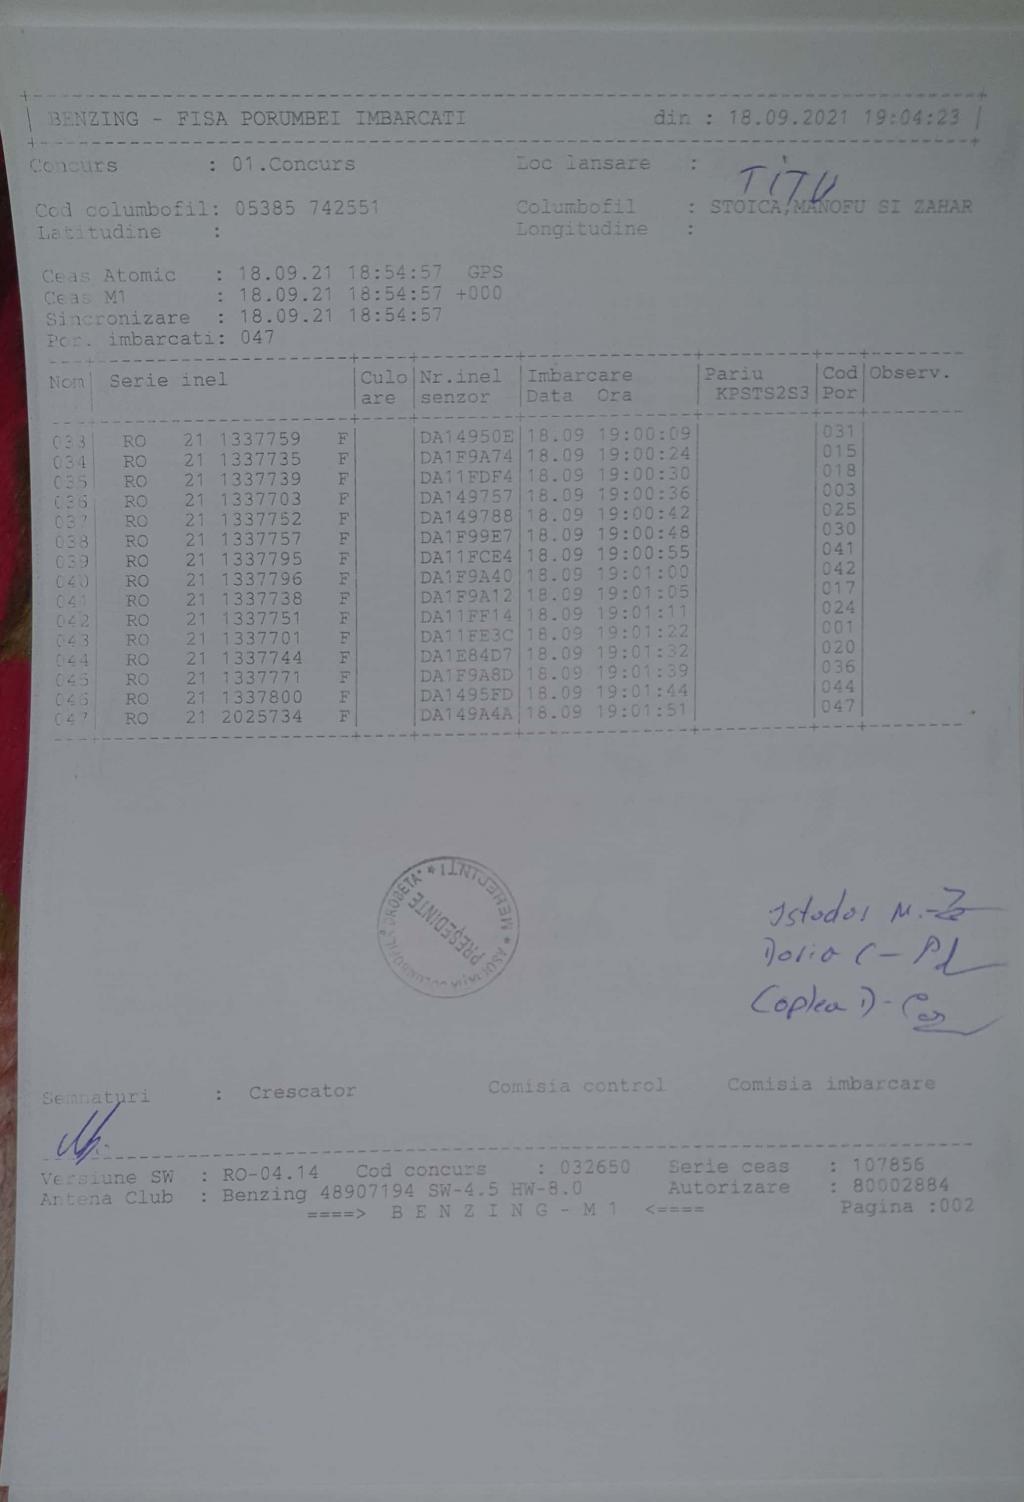 BENZING - FISA PORUMBEI IMBARCATI din : 18.09.2021 19:04:23
Concurs : 01.Concurs Loc lansare : TITU
Cod columbofil: 05385 742551 Columbofil : STOICA,MANOFU SI ZAHAR
Latitudine : Longitudine :
Ceas Atomic : 18.09.21 18:54:57 GPS
Ceas M1 : 18.09.21 18:54:57 +000
Sincronizare : 18.09.21 18:54:57
Por. imbarcati: 047
Nom Serie inel Culo Nr.inel Imbarcare Pariu Cod Observ.
are senzor Data Ora KPSTS2S3 Por
033 RO 21 1337759 F DA14950E 18.09 19:00:09 031
034 RO 21 1337735 F DA1F9A74 18.09 19:00:24 015
035 RO 21 1337739 F DA11FDF4 18.09 19:00:30 018
036 RO 21 1337703 F DA149757 18.09 19:00:36 003
037 RO 21 1337752 F DA149788 18.09 19:00:42 025
038 RO 21 1337757 F DA1F99E7 18.09 19:00:48 030
039 RO 21 1337795 F DA11FCE4 18.09 19:00:55 041
040 RO 21 1337796 F DA1F9A40 18.09 19:01:00 042
041 RO 21 1337738 F DA1F9A12 18.09 19:01:05 017
042 RO 21 1337751 F DA11FF14 18.09 19:01:11 024
043 RO 21 1337701 F DA11FE3C 18.09 19:01:22 001
044 RO 21 1337744 F DA1E84D7 18.09 19:01:32 020
045 RO 21 1337771 F DA1F9A8D 18.09 19:01:39 036
046 RO 21 1337800 F DA1495FD 18.09 19:01:44 044
047 RO 21 2025734 F DA149A4A 18.09 19:01:51 047
DROBETA * MEHEDINTI * ASOCIATIA COLUMBOFILA
PREŞEDINTE
Semnaturi : Crescator Comisia control Comisia imbarcare
Versiune SW : RO-04.14 Cod concurs : 032650 Serie ceas : 107856
Antena Club : Benzing 48907194 SW-4.5 HW-8.0 Autorizare : 80002884
====> B E N Z I N G - M 1 <==== Pagina :002